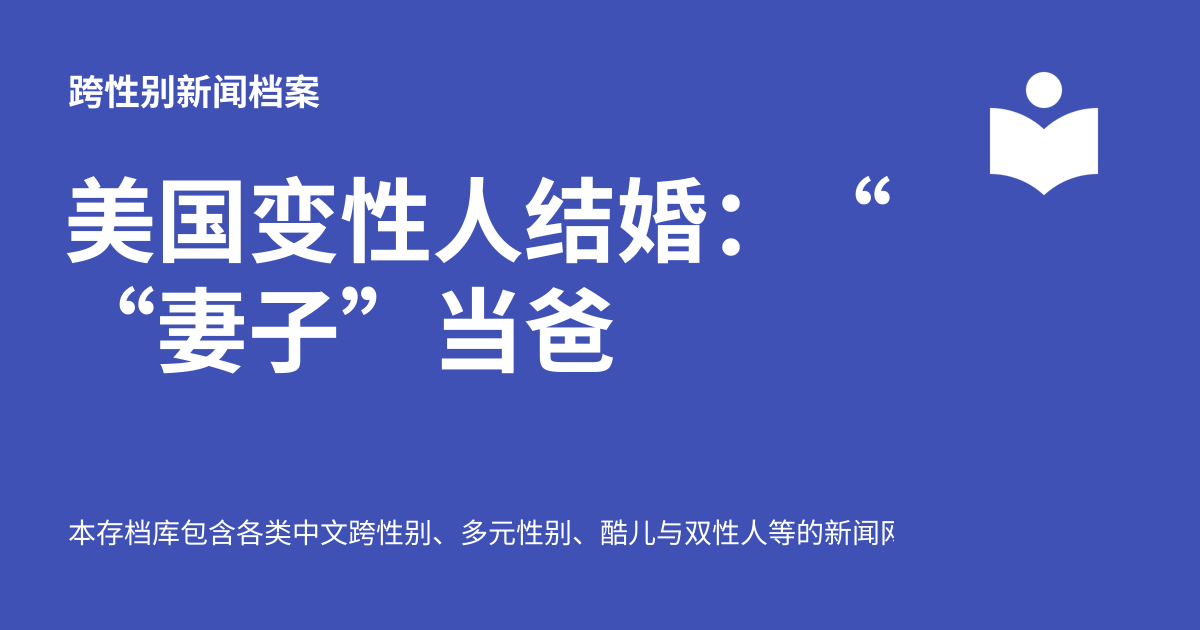 跨性别新闻档案
美国变性人结婚： “
“妻子” 当爸
本存档库包含各类中文跨性别、多元性别、酷儿与双性人等的新闻